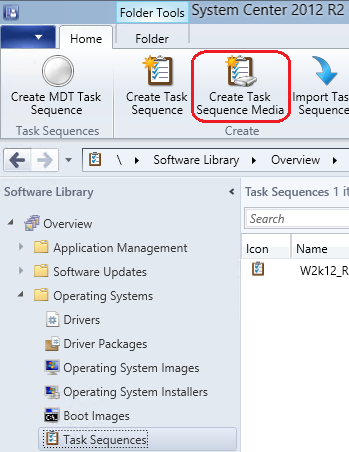 Folder Tools System Center 2012 R2
Home Folder
Create MDT Task
Sequence
Create Task
Sequence
Create Task
Sequence Media
Import Tas
Sequence
Task Sequences Create
\ Software Library Overview
Software Library
Task Sequences 1 it
Overview
Search
Application Management
Icon Name
Software Updates
W2k12_R
Operating Systems
Drivers
Driver Packages
Operating System Images
Operating System Installers
Boot Images
Task Sequences